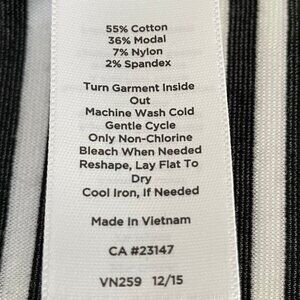 55% Cotton
36% Modal
7% Nylon
2% Spandex
Turn Garment Inside
Out
Machine Wash Cold
Gentle Cycle
Only Non-Chlorine
Bleach When Needed
Reshape, Lay Flat To
Dry
Cool Iron, If Needed
Made In Vietnam
CA #23147
VN259 12/15